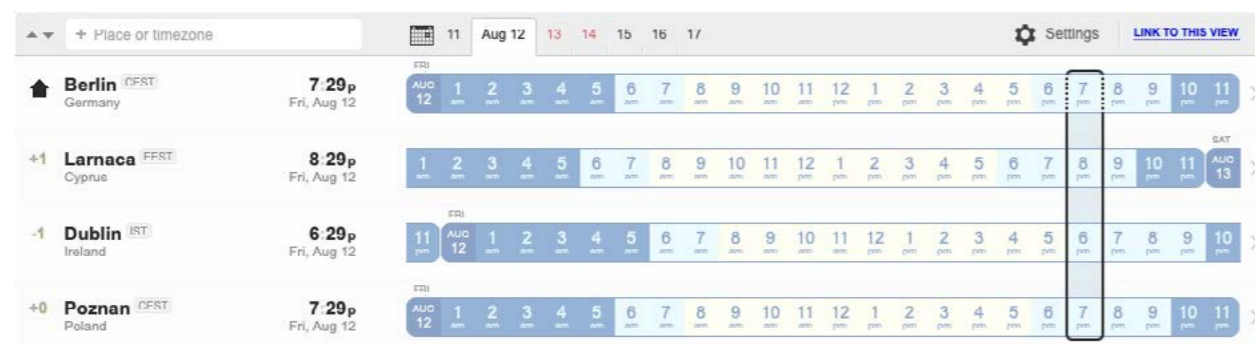 + Place or timezone
11 Aug 12 13 14 15 16 17
Settings
LINK TO THIS VIEW
FRI
Berlin CEST 7:29p
Germany Fri, Aug 12
AUG 12 1 am 2 am 3 am 4 am 5 am 6 am 7 am 8 am 9 am 10 am 11 am 12 pm 1 pm 2 pm 3 pm 4 pm 5 pm 6 pm 7 pm 8 pm 9 pm 10 pm 11 pm
SAT
+1 Larnaca EEST 8:29p
Cyprus Fri, Aug 12
1 am 2 am 3 am 4 am 5 am 6 am 7 am 8 am 9 am 10 am 11 am 12 pm 1 pm 2 pm 3 pm 4 pm 5 pm 6 pm 7 pm 8 pm 9 pm 10 pm 11 pm AUG 13
FRI
-1 Dublin IST 6:29p
Ireland Fri, Aug 12
11 pm AUG 12 1 am 2 am 3 am 4 am 5 am 6 am 7 am 8 am 9 am 10 am 11 am 12 pm 1 pm 2 pm 3 pm 4 pm 5 pm 6 pm 7 pm 8 pm 9 pm 10 pm
FRI
+0 Poznan CEST 7:29p
Poland Fri, Aug 12
AUG 12 1 am 2 am 3 am 4 am 5 am 6 am 7 am 8 am 9 am 10 am 11 am 12 pm 1 pm 2 pm 3 pm 4 pm 5 pm 6 pm 7 pm 8 pm 9 pm 10 pm 11 pm